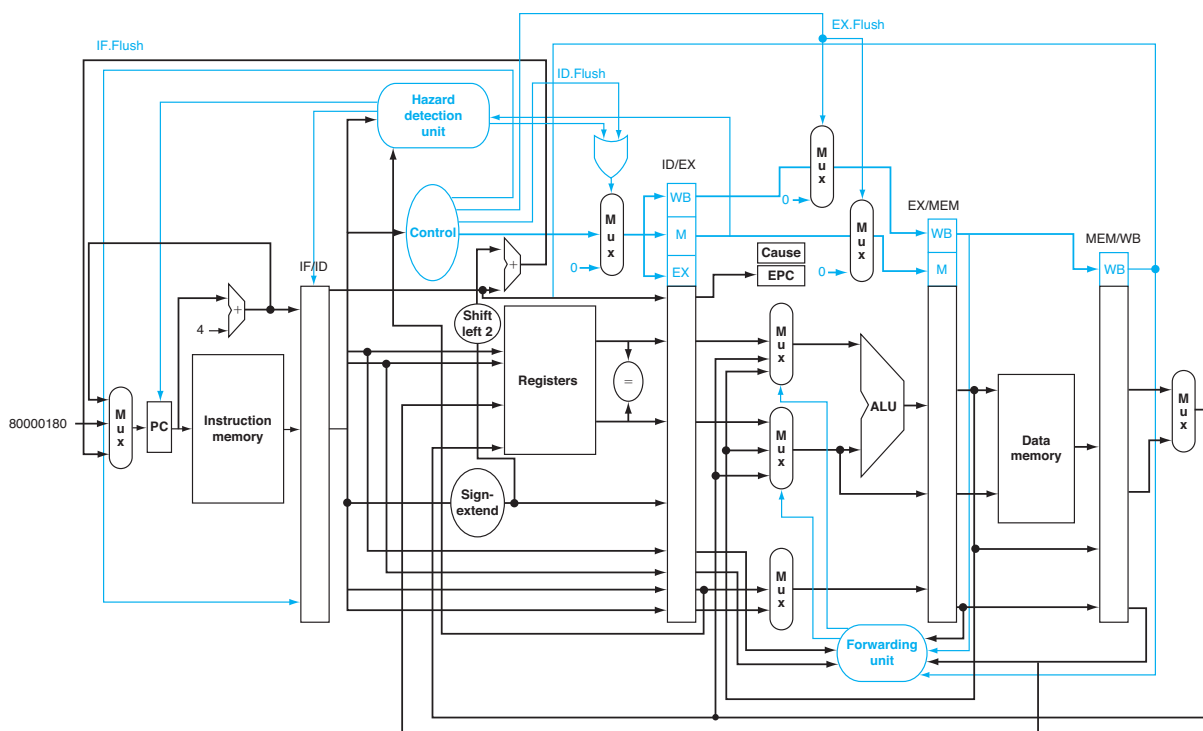 IF.Flush
EX.Flush
ID.Flush
Hazard
detection
unit
M
u
x
ID/EX
WB
0
EX/MEM
Control
M
u
x
M
M
u
x
WB
MEM/WB
Cause
WB
IF/ID
+
0
EX
EPC
0
M
4
+
Shift
left 2
M
u
x
Registers
=
ALU
M
u
x
80000180
M
u
x
PC
Instruction
memory
M
u
x
Data
memory
Sign-
extend
M
u
x
Forwarding
unit